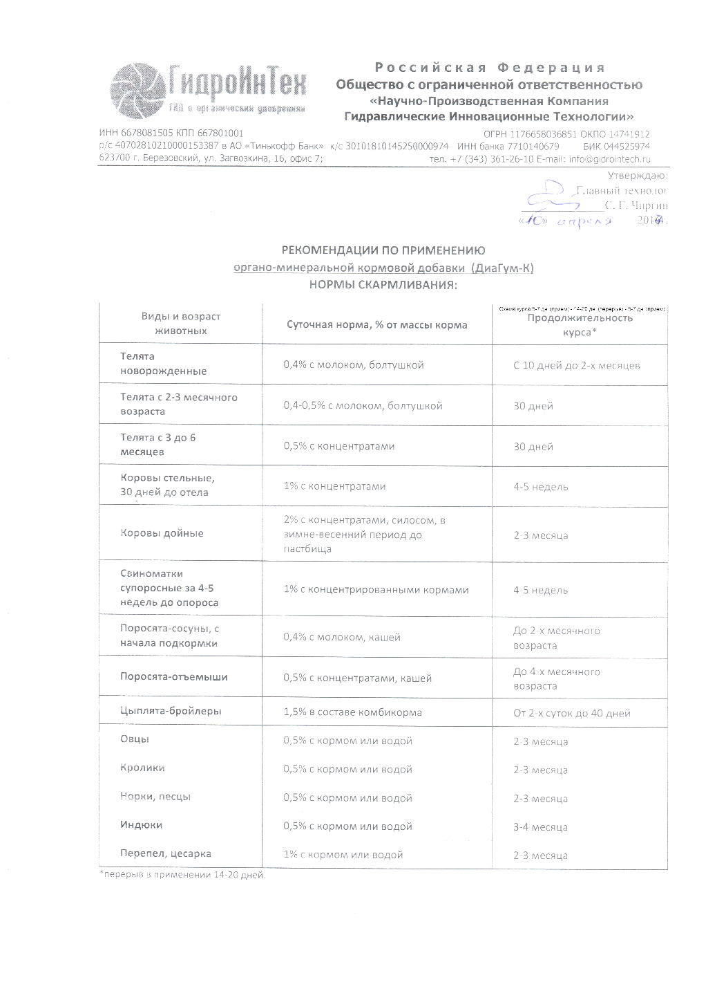 ГидроИнТех
ГИД в органических удобрениях
Российская Федерация
Общество с ограниченной ответственностью
«Научно-Производственная Компания
Гидравлические Инновационные Технологии»
ИНН 6678081505 КПП 667801001 ОГРН 1176658036851 ОКПО 14741912
р/с 40702810210000153387 в АО «Тинькофф Банк» к/с 30101810145250000974 ИНН банка 7710140679 БИК 044525974
623700 г. Березовский, ул. Загвозкина, 16, офис 7; тел. +7 (343) 361-26-10 E-mail: info@gidrointech.ru
Утверждаю:
Главный технолог
С. Г. Чиргин
«10» апреля 2017г.
РЕКОМЕНДАЦИИ ПО ПРИМЕНЕНИЮ
органо-минеральной кормовой добавки (ДиаГум-К)
НОРМЫ СКАРМЛИВАНИЯ:
Схема курса 5-7 дн. (прием) - 14-20 дн. (перерыв) - 5-7 дн. (прием)
Виды и возраст
животных
Суточная норма, % от массы корма
Продолжительность
курса*
Телята
новорожденные
0,4% с молоком, болтушкой
С 10 дней до 2-х месяцев
Телята с 2-3 месячного
возраста
0,4-0,5% с молоком, болтушкой
30 дней
Телята с 3 до 6
месяцев
0,5% с концентратами
30 дней
Коровы стельные,
30 дней до отела
1% с концентратами
4-5 недель
Коровы дойные
2% с концентратами, силосом, в
зимне-весенний период до
пастбища
2-3 месяца
Свиноматки
супоросные за 4-5
недель до опороса
1% с концентрированными кормами
4-5 недель
Поросята-сосуны, с
начала подкормки
0,4% с молоком, кашей
До 2-х месячного
возраста
Поросята-отъемыши
0,5% с концентратами, кашей
До 4-х месячного
возраста
Цыплята-бройлеры
1,5% в составе комбикорма
От 2-х суток до 40 дней
Овцы
0,5% с кормом или водой
2-3 месяца
Кролики
0,5% с кормом или водой
2-3 месяца
Норки, песцы
0,5% с кормом или водой
2-3 месяца
Индюки
0,5% с кормом или водой
3-4 месяца
Перепел, цесарка
1% с кормом или водой
2-3 месяца
*перерыв в применении 14-20 дней.